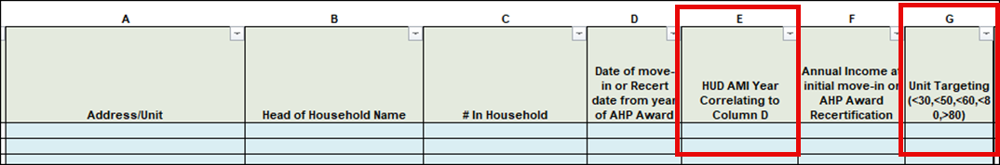 A B C D E F G
Address/Unit
Head of Household Name
# In Household
Date of move-
in or Recert
date from year
of AHP Award
HUD AMI Year
Correlating to
Column D
Annual Income at
initial move-in or
AHP Award
Recertification
Unit Targeting
(<30,<50,<60,<8
0,>80)